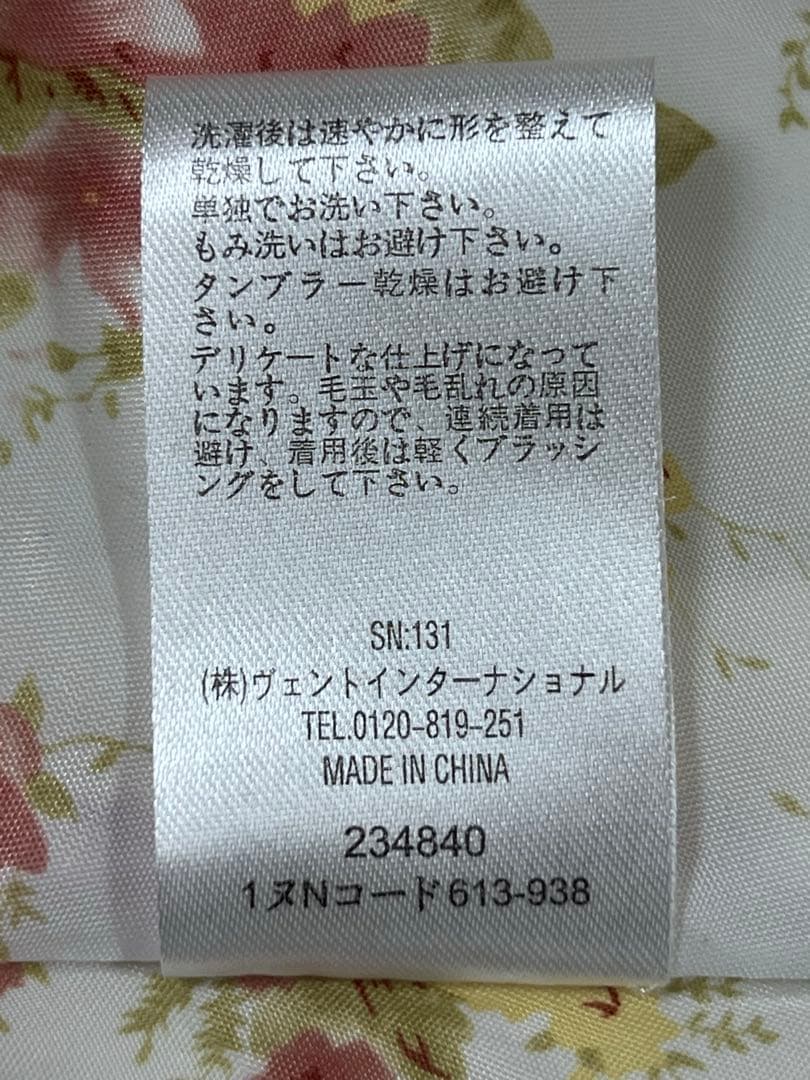 洗濯後は速やかに形を整えて
乾燥して下さい。
単独でお洗い下さい。
もみ洗いはお避け下さい。
タンブラー乾燥はお避け下
さい。
デリケートな仕上げになって
います。毛玉や毛乱れの原因
になりますので、連続着用は
避け、着用後は軽くブラッシ
ングをして下さい。
SN:131
(株)ヴェントインターナショナル
TEL.0120-819-251
MADE IN CHINA
234840
1ヌNコード613-938